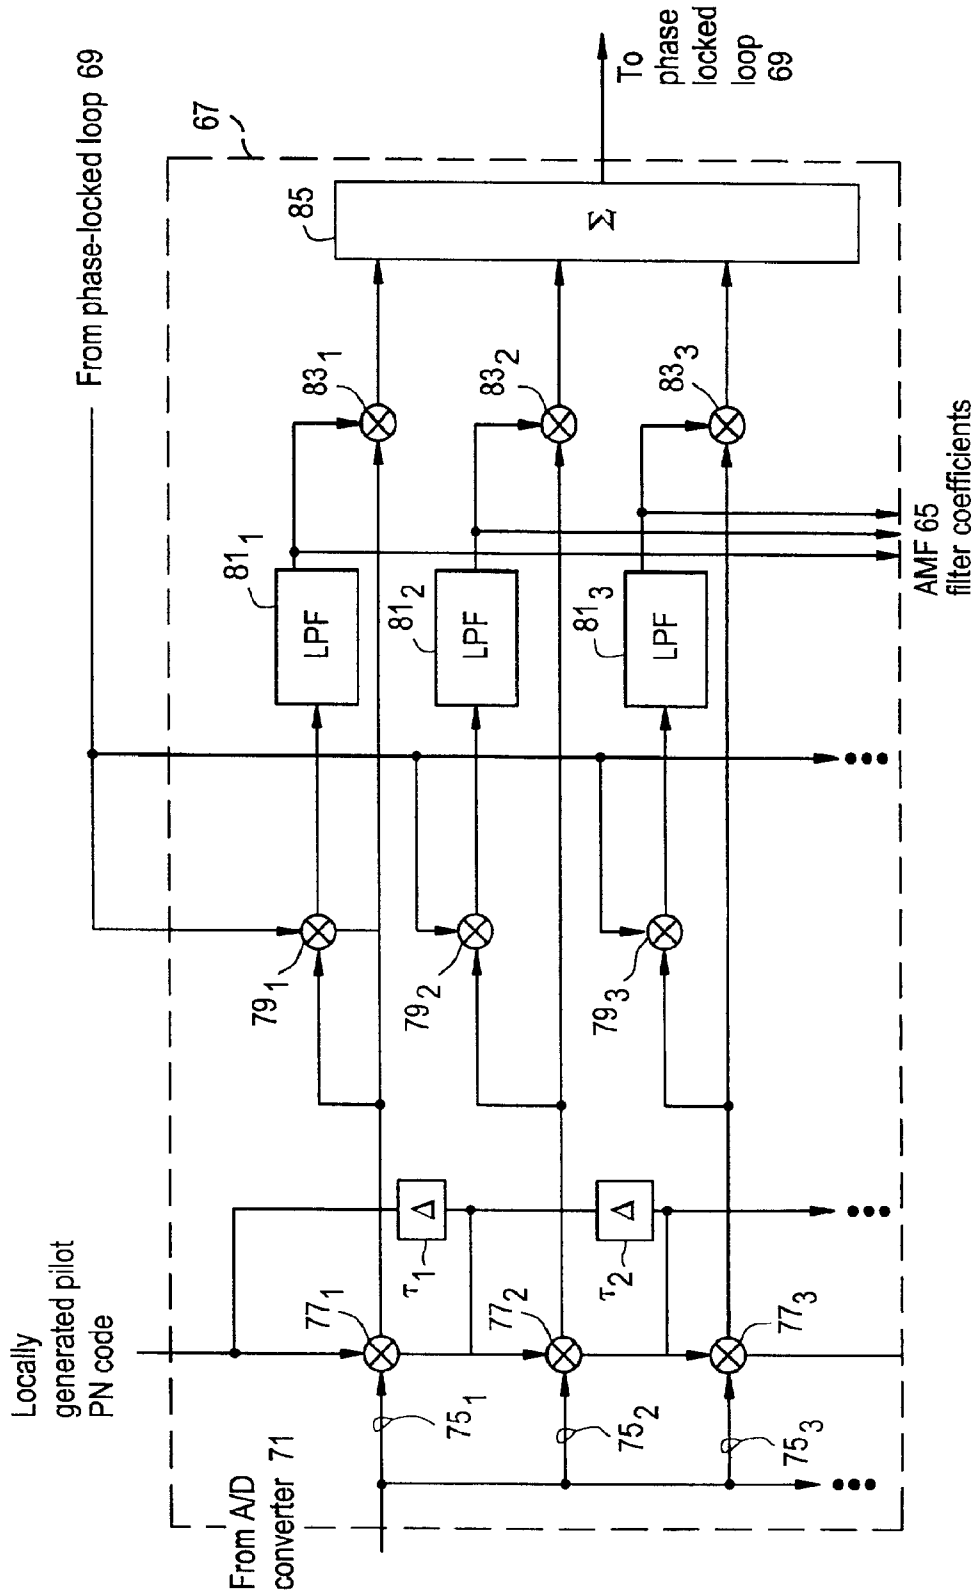 Locally
generated pilot
PN code
From A/D
converter 71
From phase-locked loop 69
67
To
phase
locked
loop
69
85
Σ
75₁
75₂
75₃
77₁
77₂
77₃
τ₁
Δ
τ₂
Δ
79₁
79₂
79₃
81₁
LPF
81₂
LPF
81₃
LPF
83₁
83₂
83₃
AMF 65
filter coefficients